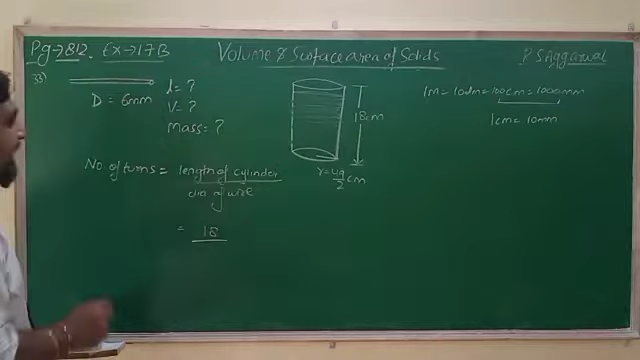 Pg→812. Ex→17B
Volume & Surface area of Solids
R S Aggarwal
33)
D = 6mm
l = ?
V = ?
Mass = ?
18cm
r = 49/2 cm
1M = 10dm = 100cm = 1000mm
1cm = 10mm
No of turns = length of cylinder
dia of wire
= 18